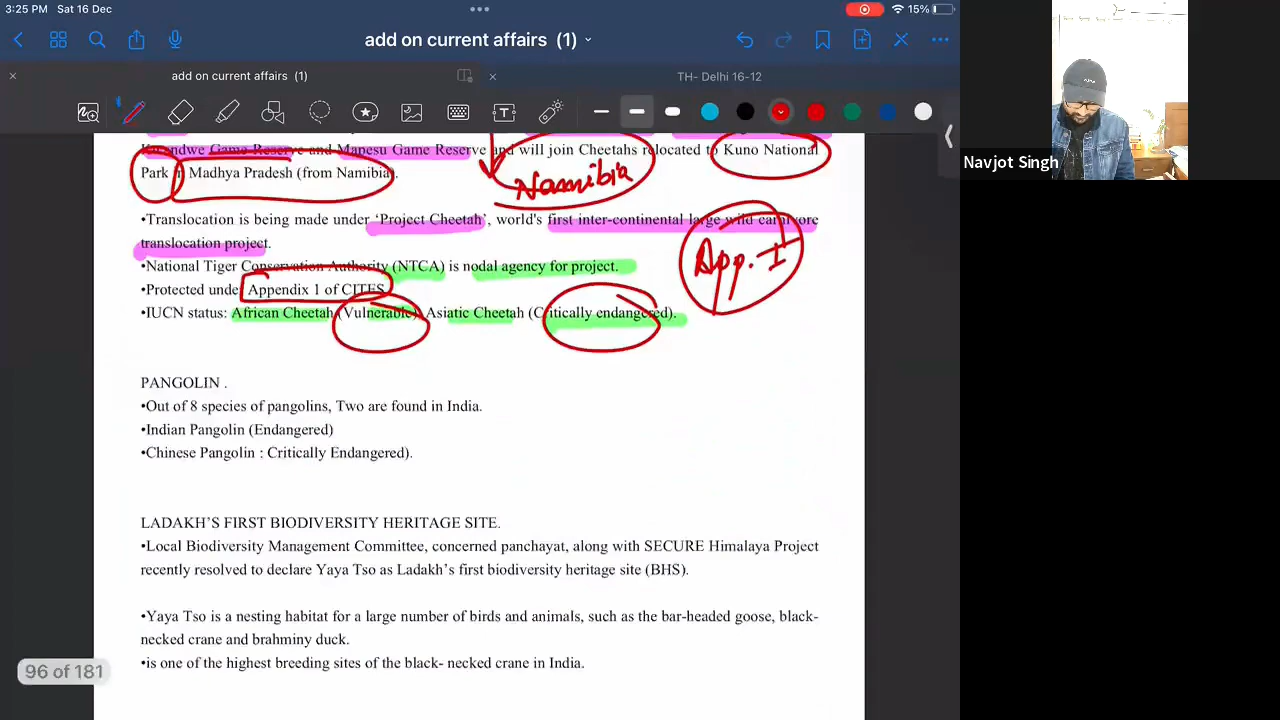 3:25 PM Sat 16 Dec
15%
add on current affairs (1)
add on current affairs (1)
TH- Delhi 16-12
Navjot Singh
Game Reserve and Mapesu Game Reserve and will join Cheetahs relocated to Kuno National
Park in Madhya Pradesh (from Namibia).
Namibia
•Translocation is being made under ‘Project Cheetah’, world's first inter-continental large wild carnivore
translocation project.
App. I
•National Tiger Conservation Authority (NTCA) is nodal agency for project.
•Protected under Appendix 1 of CITES
•IUCN status: African Cheetah (Vulnerable) Asiatic Cheetah (Critically endangered).
PANGOLIN .
•Out of 8 species of pangolins, Two are found in India.
•Indian Pangolin (Endangered)
•Chinese Pangolin : Critically Endangered).
LADAKH’S FIRST BIODIVERSITY HERITAGE SITE.
•Local Biodiversity Management Committee, concerned panchayat, along with SECURE Himalaya Project
recently resolved to declare Yaya Tso as Ladakh’s first biodiversity heritage site (BHS).
•Yaya Tso is a nesting habitat for a large number of birds and animals, such as the bar-headed goose, black-
necked crane and brahminy duck.
•is one of the highest breeding sites of the black- necked crane in India.
96 of 181